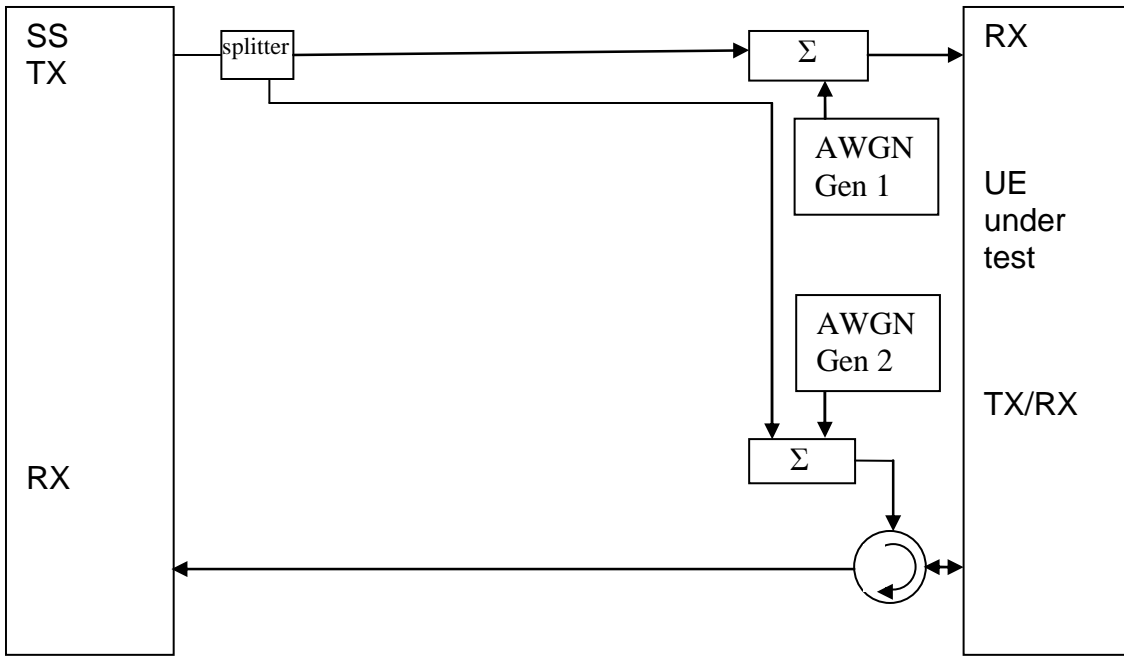 SS
TX
splitter
Σ
RX
AWGN
Gen 1
UE
under
test
AWGN
Gen 2
TX/RX
Σ
RX